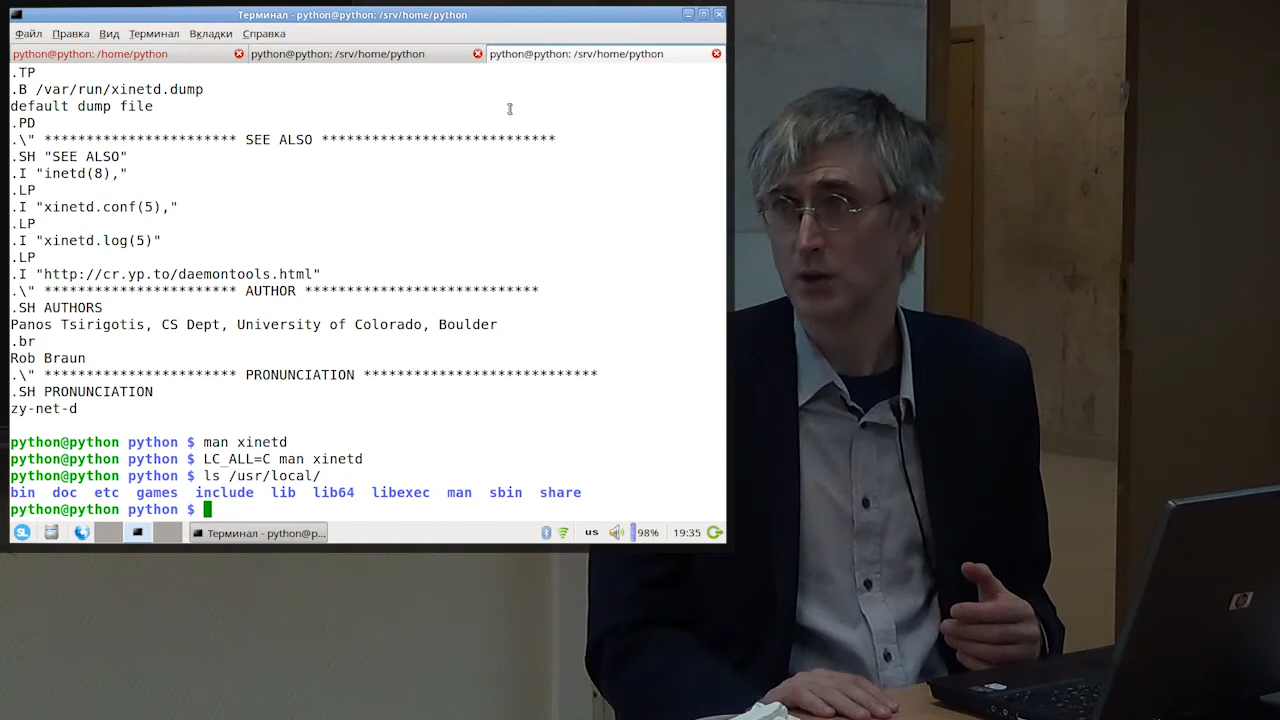 Терминал - python@python: /srv/home/python
Файл Правка Вид Терминал Вкладки Справка
python@python: /home/python python@python: /srv/home/python python@python: /srv/home/python
.TP
.B /var/run/xinetd.dump
default dump file
.PD
.\" *********************** SEE ALSO ***************************
.SH "SEE ALSO"
.I "inetd(8),"
.LP
.I "xinetd.conf(5),"
.LP
.I "xinetd.log(5)"
.LP
.I "http://cr.yp.to/daemontools.html"
.\" *********************** AUTHOR ****************************
.SH AUTHORS
Panos Tsirigotis, CS Dept, University of Colorado, Boulder
.br
Rob Braun
.\" *********************** PRONUNCIATION ****************************
.SH PRONUNCIATION
zy-net-d
python@python python $ man xinetd
python@python python $ LC_ALL=C man xinetd
python@python python $ ls /usr/local/
bin doc etc games include lib lib64 libexec man sbin share
python@python python $
Терминал - python@p... us 98% 19:35
hp